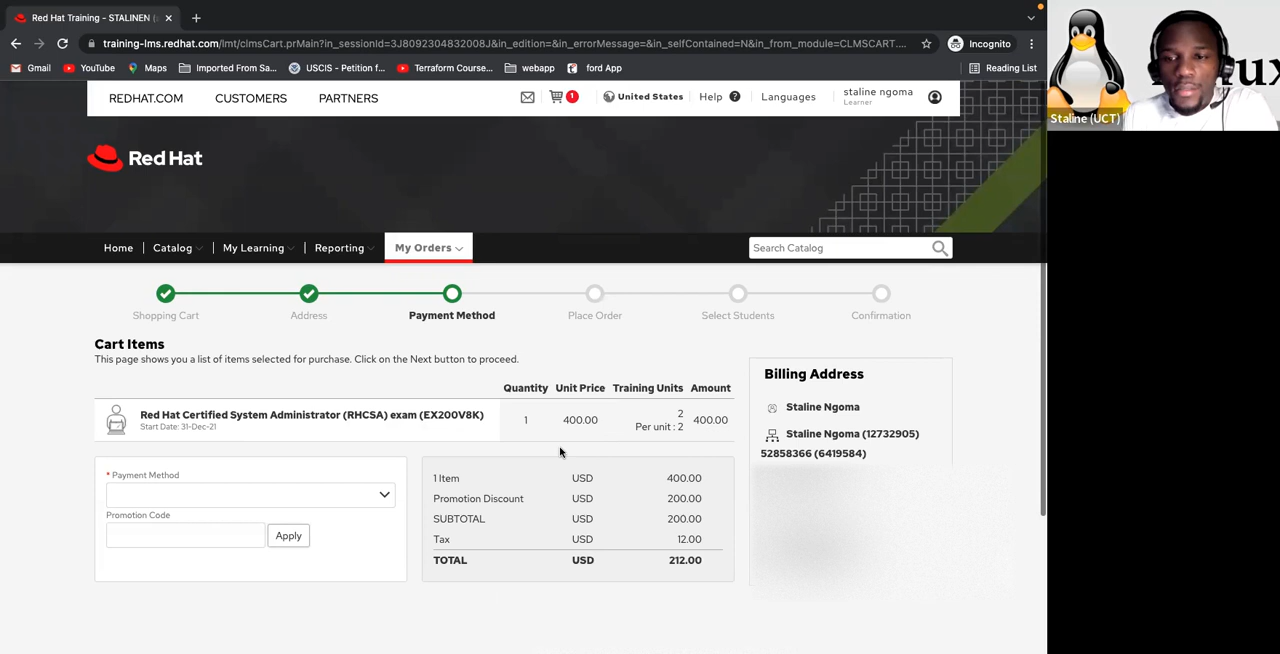 Red Hat Training - STALINEN (
training-lms.redhat.com/lmt/clmsCart.prMain?in_sessionId=3J8092304832008J&in_edition=&in_errorMessage=&in_selfContained=N&in_from_module=CLMSCART....
Incognito
Gmail
YouTube
Maps
Imported From Sa...
USCIS - Petition f...
Terraform Course...
webapp
ford App
Reading List
REDHAT.COM
CUSTOMERS
PARTNERS
1
United States
Help
Languages
staline ngoma
Learner
Red Hat
Home
Catalog
My Learning
Reporting
My Orders
Search Catalog
Shopping Cart
Address
Payment Method
Place Order
Select Students
Confirmation
Cart Items
This page shows you a list of items selected for purchase. Click on the Next button to proceed.
Quantity Unit Price Training Units Amount
Red Hat Certified System Administrator (RHCSA) exam (EX200V8K)
Start Date: 31-Dec-21
1 400.00 2 400.00
Per unit : 2
* Payment Method
Promotion Code
Apply
1 Item USD 400.00
Promotion Discount USD 200.00
SUBTOTAL USD 200.00
Tax USD 12.00
TOTAL USD 212.00
Billing Address
Staline Ngoma
Staline Ngoma (12732905)
52858366 (6419584)
Staline (UCT)